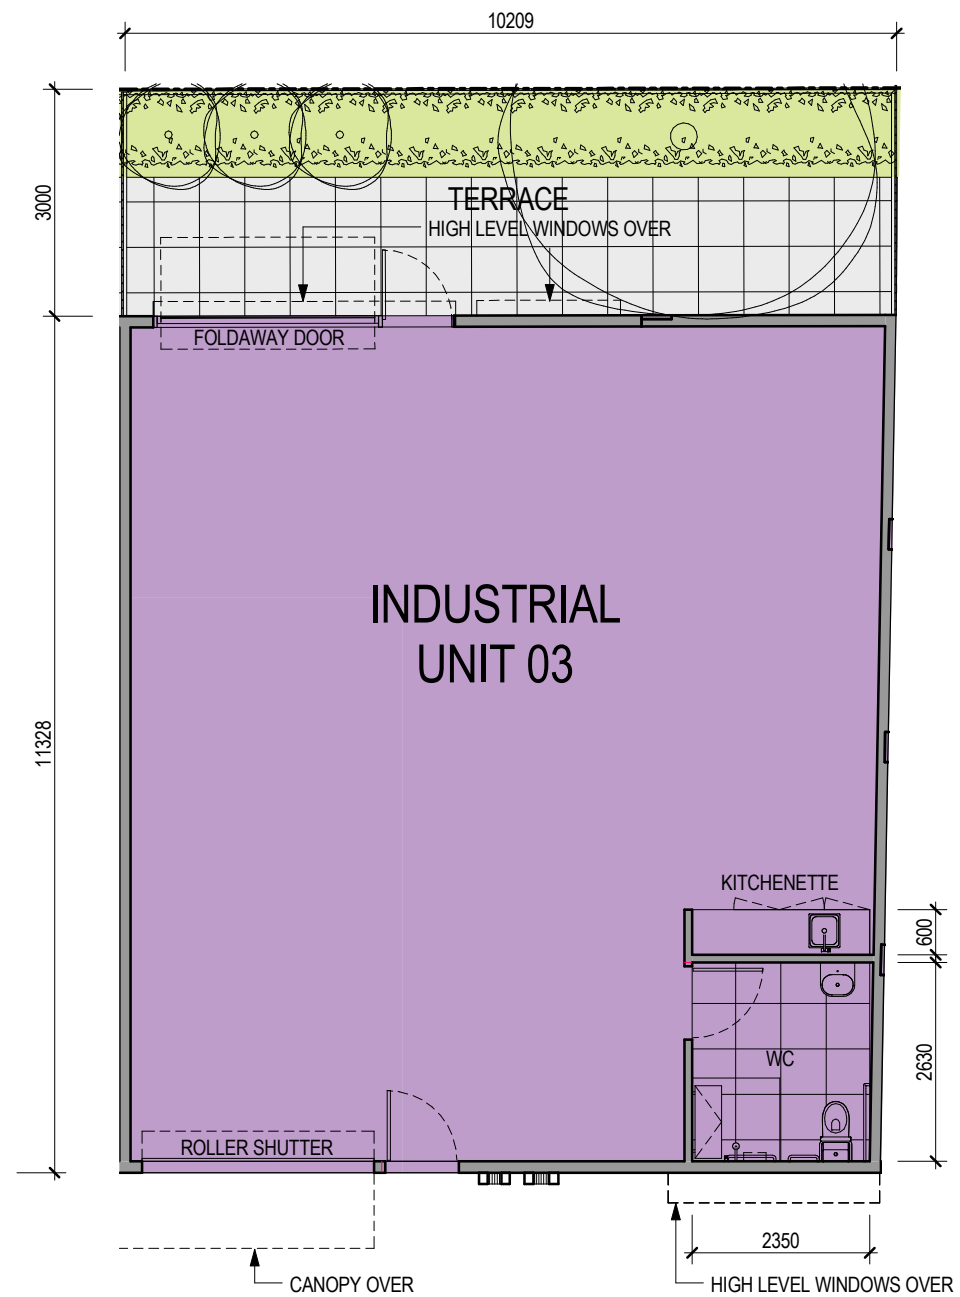 10209
3000
TERRACE
HIGH LEVEL WINDOWS OVER
FOLDAWAY DOOR
INDUSTRIAL
UNIT 03
11328
KITCHENETTE
600
WC
2630
ROLLER SHUTTER
2350
CANOPY OVER
HIGH LEVEL WINDOWS OVER